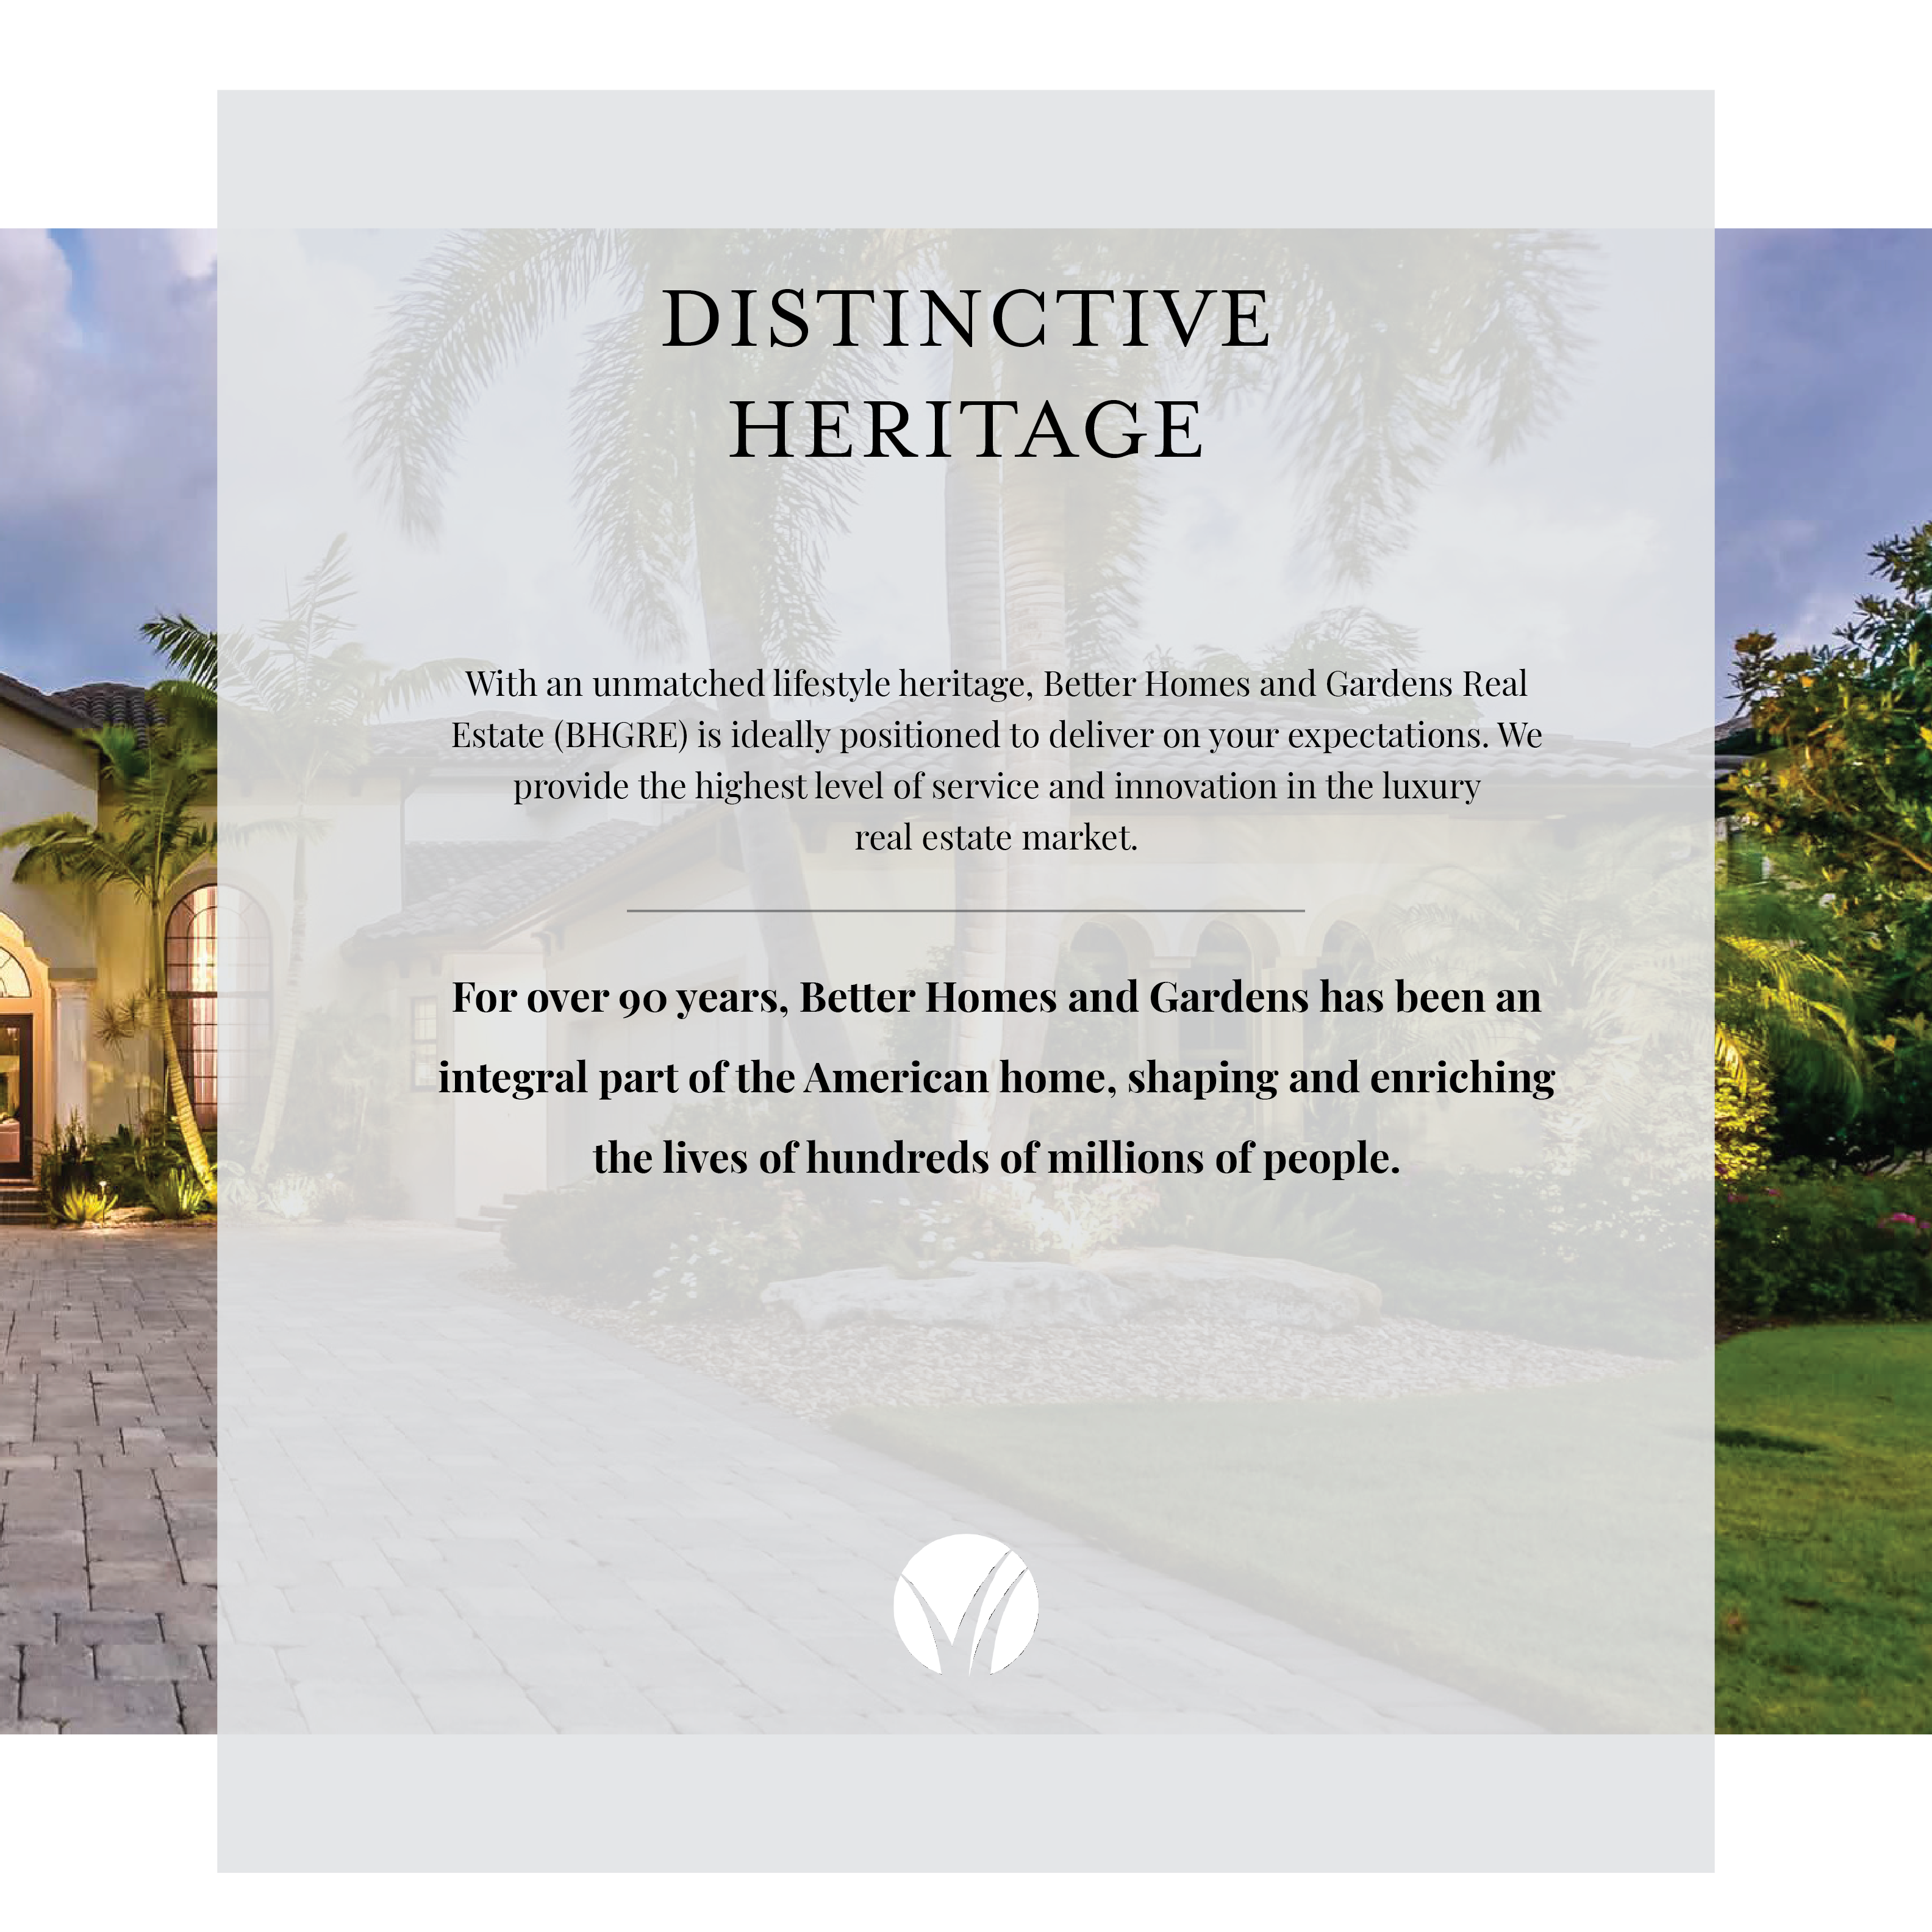 DISTINCTIVE
HERITAGE
With an unmatched lifestyle heritage, Better Homes and Gardens Real
Estate (BHGRE) is ideally positioned to deliver on your expectations. We
provide the highest level of service and innovation in the luxury
real estate market.
For over 90 years, Better Homes and Gardens has been an
integral part of the American home, shaping and enriching
the lives of hundreds of millions of people.